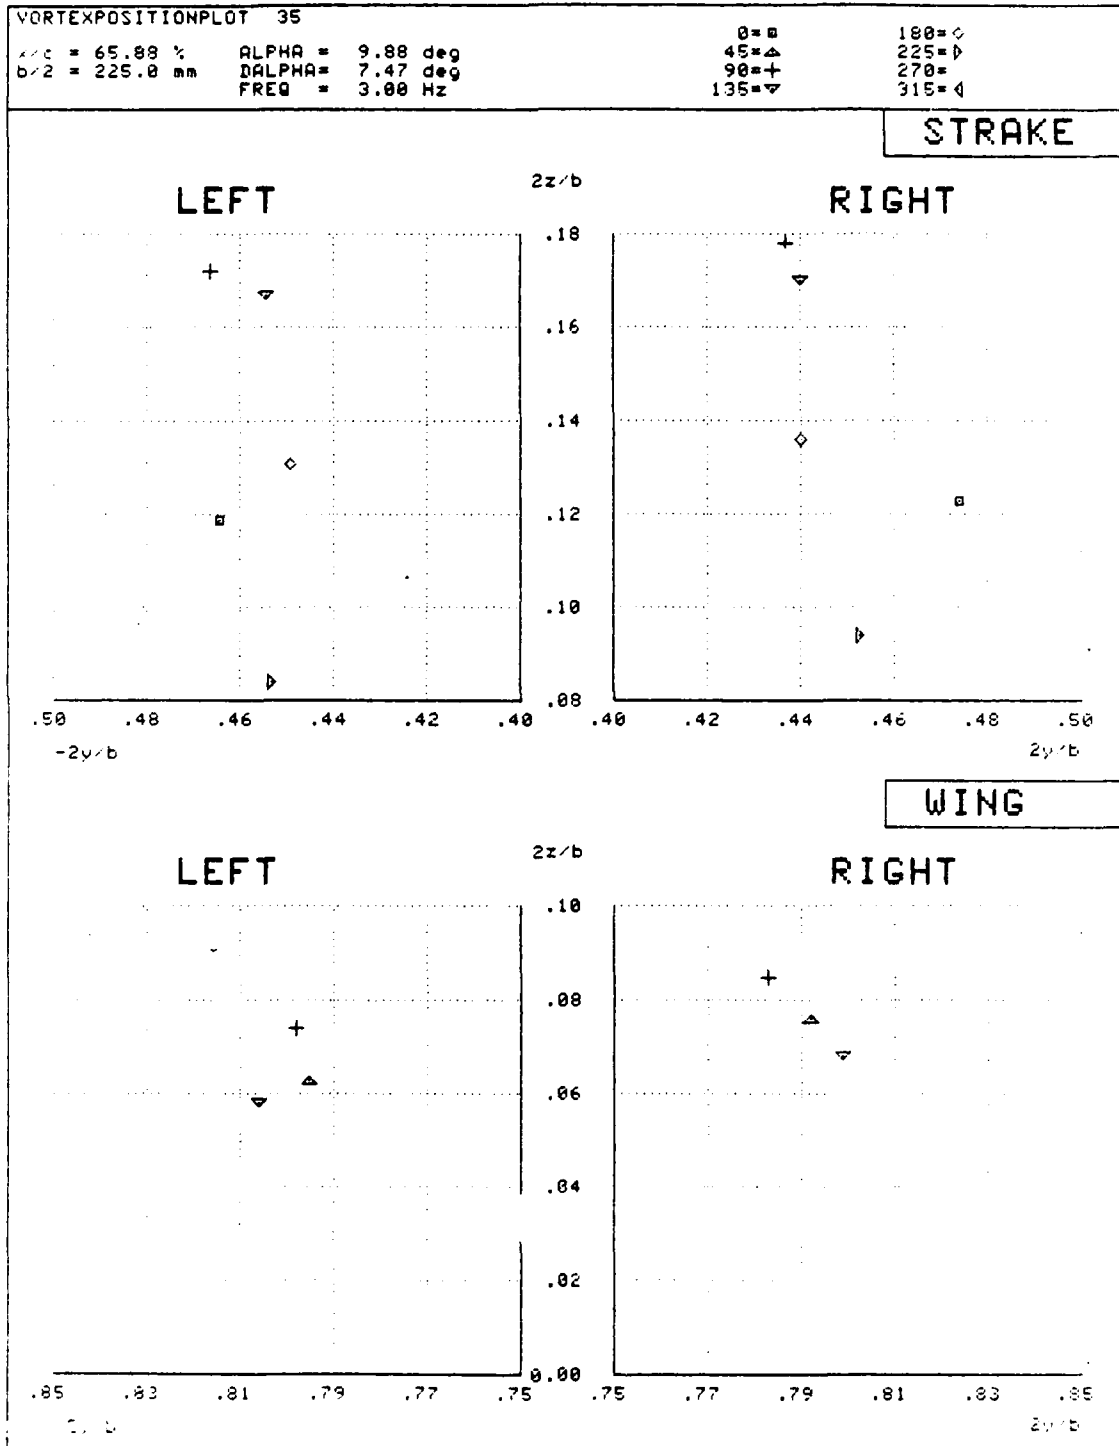 VORTEXPOSITIONPLOT 35
x/c = 65.88 % ALPHA = 9.88 deg
b/2 = 225.0 mm DALPHA= 7.47 deg
FREQ = 3.00 Hz
0= 180=
45= 225=
90= 270=
135= 315=
STRAKE
LEFT 2z/b RIGHT
.18
.16
.14
.12
.10
.08
.50 .48 .46 .44 .42 .40 .40 .42 .44 .46 .48 .50
-2y/b 2y/b
WING
LEFT 2z/b RIGHT
.10
.08
.06
.04
.02
0.00
.85 .83 .81 .79 .77 .75 .75 .77 .79 .81 .83 .85
2y/b